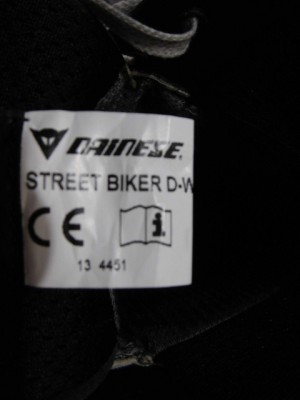 DAINESE
STREET BIKER D-W
CE
i
13 4451